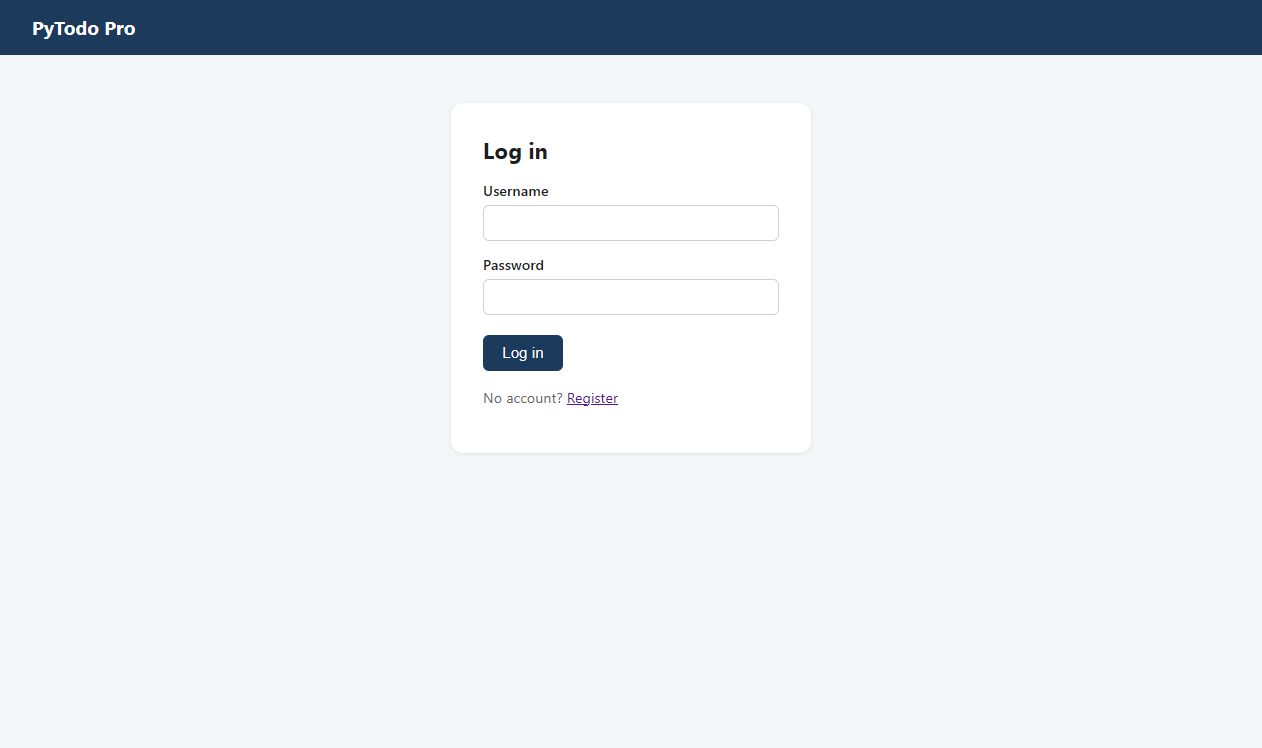 PyTodo Pro
Log in
Username
Password
Log in
No account? Register